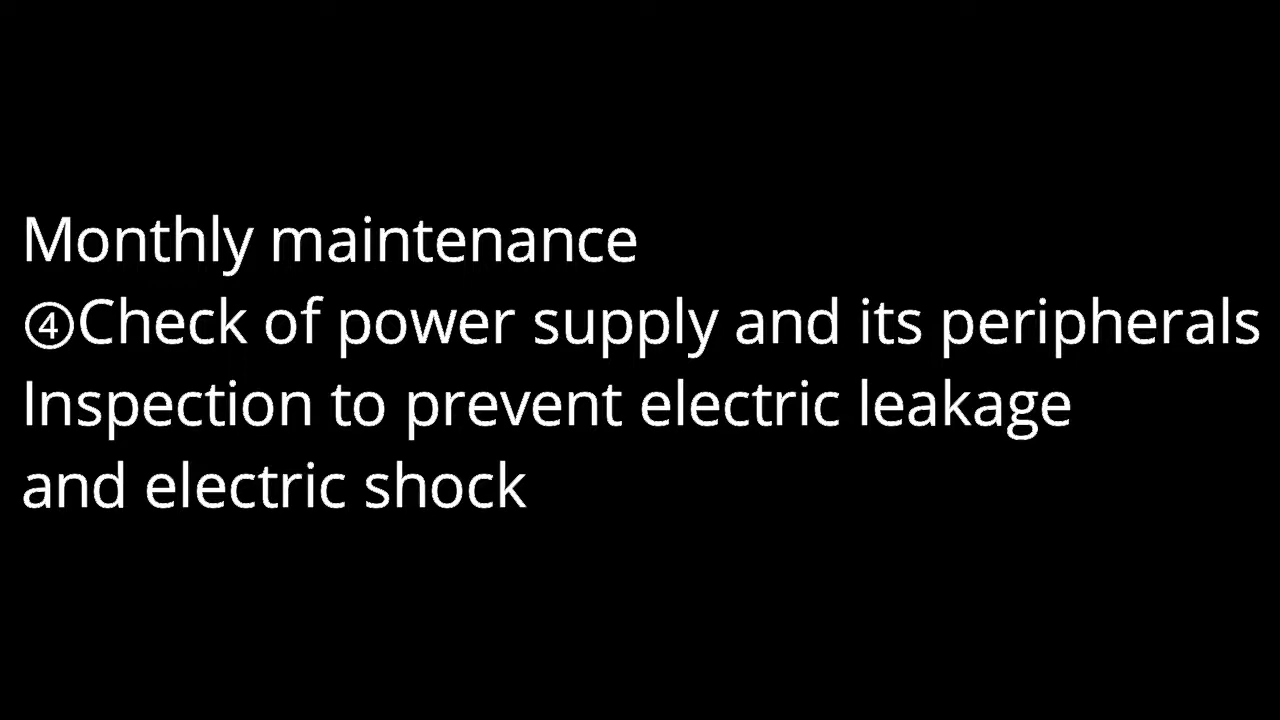 Monthly maintenance
④Check of power supply and its peripherals
Inspection to prevent electric leakage
and electric shock